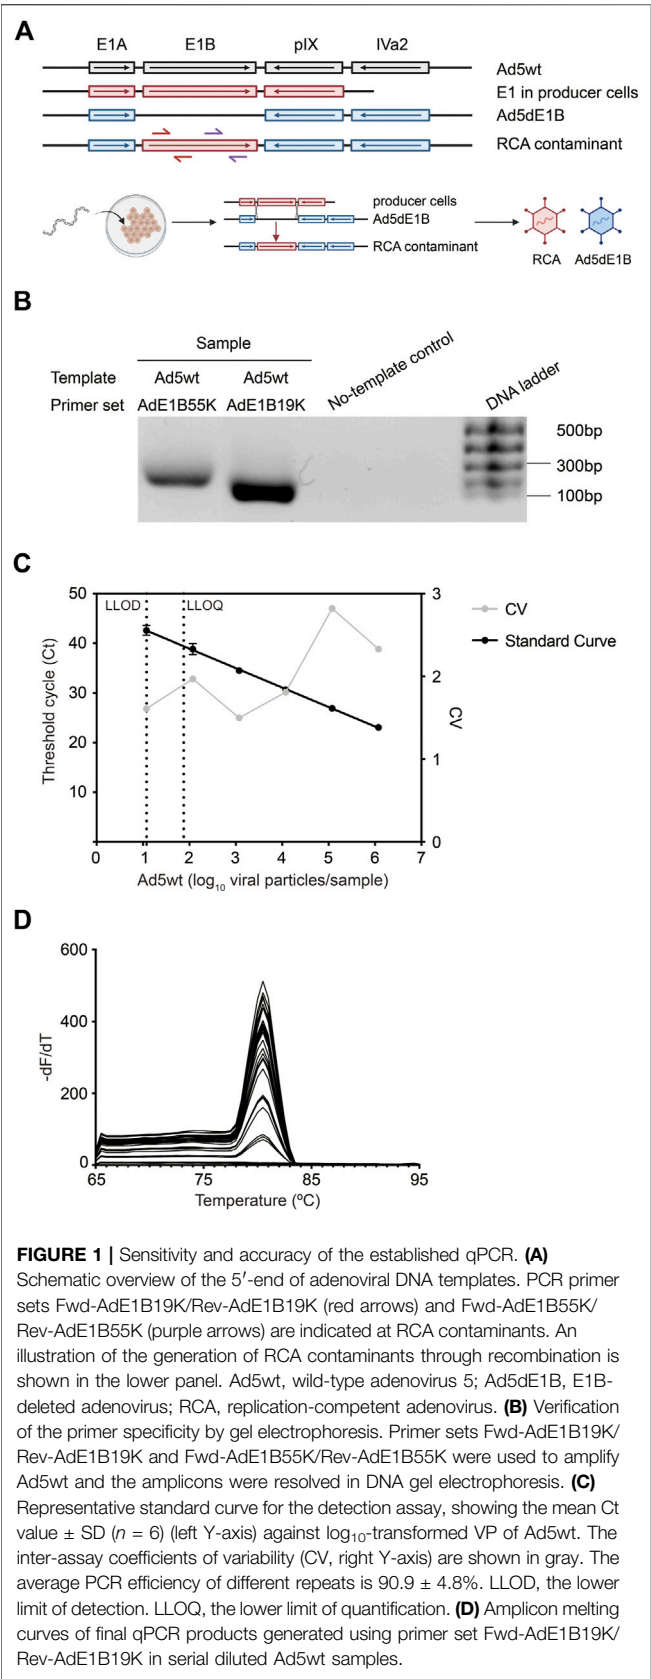 A
E1A E1B pIX IVa2
Ad5wt
E1 in producer cells
Ad5dE1B
RCA contaminant
producer cells
Ad5dE1B
RCA contaminant
RCA Ad5dE1B
B
Sample
No-template control
DNA ladder
Template Ad5wt Ad5wt
Primer set AdE1B55K AdE1B19K
500bp
300bp
100bp
C
50 3
LLOD LLOQ
CV
Standard Curve
40
2
30
Threshold cycle (Ct)
CV
20
1
10
0
0 1 2 3 4 5 6 7
Ad5wt (log₁₀ viral particles/sample)
D
600
400
-dF/dT
200
0
65 75 85 95
Temperature (ºC)
FIGURE 1 | Sensitivity and accuracy of the established qPCR. (A)
Schematic overview of the 5′-end of adenoviral DNA templates. PCR primer
sets Fwd-AdE1B19K/Rev-AdE1B19K (red arrows) and Fwd-AdE1B55K/
Rev-AdE1B55K (purple arrows) are indicated at RCA contaminants. An
illustration of the generation of RCA contaminants through recombination is
shown in the lower panel. Ad5wt, wild-type adenovirus 5; Ad5dE1B, E1B-
deleted adenovirus; RCA, replication-competent adenovirus. (B) Verification
of the primer specificity by gel electrophoresis. Primer sets Fwd-AdE1B19K/
Rev-AdE1B19K and Fwd-AdE1B55K/Rev-AdE1B55K were used to amplify
Ad5wt and the amplicons were resolved in DNA gel electrophoresis. (C)
Representative standard curve for the detection assay, showing the mean Ct
value ± SD (n = 6) (left Y-axis) against log₁₀-transformed VP of Ad5wt. The
inter-assay coefficients of variability (CV, right Y-axis) are shown in gray. The
average PCR efficiency of different repeats is 90.9 ± 4.8%. LLOD, the lower
limit of detection. LLOQ, the lower limit of quantification. (D) Amplicon melting
curves of final qPCR products generated using primer set Fwd-AdE1B19K/
Rev-AdE1B19K in serial diluted Ad5wt samples.